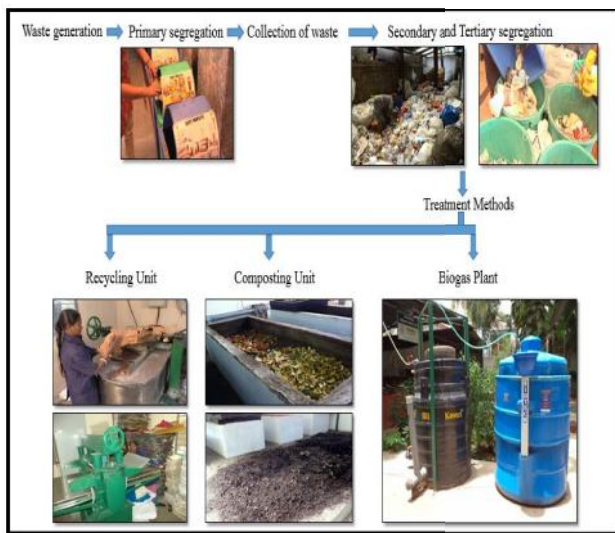 Waste generation
Primary segregation
Collection of waste
Secondary and Tertiary segregation
Treatment Methods
Recycling Unit
Composting Unit
Biogas Plant